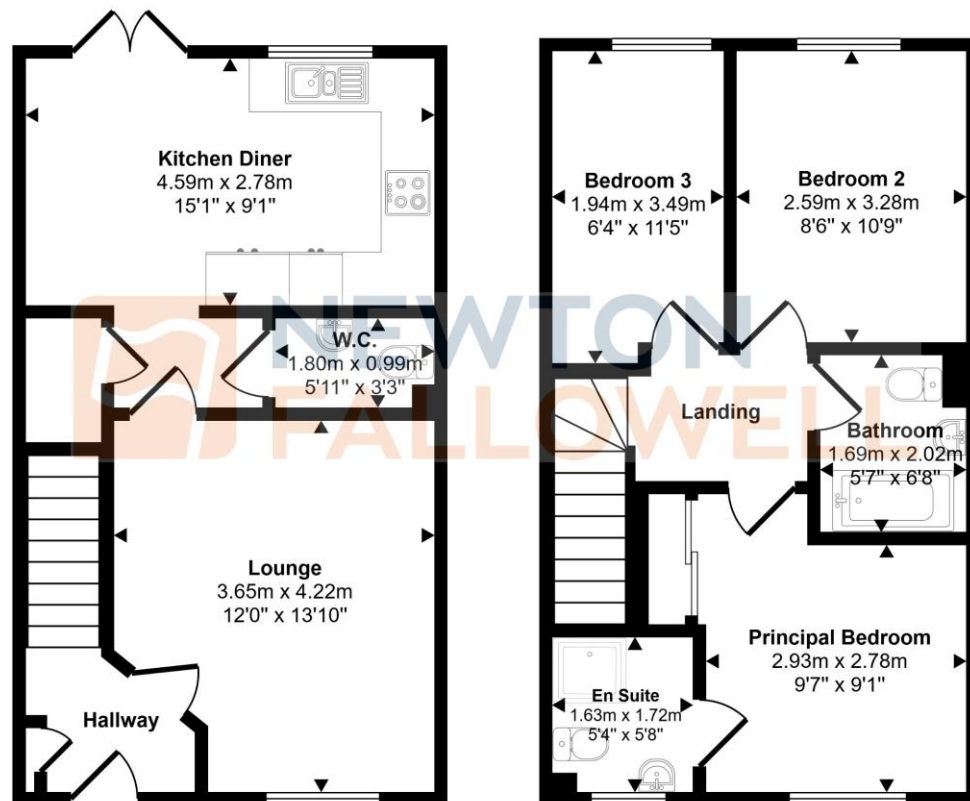 Kitchen Diner
4.59m x 2.78m
15'1" x 9'1"
W.C.
1.80m x 0.99m
5'11" x 3'3"
Lounge
3.65m x 4.22m
12'0" x 13'10"
Hallway
Bedroom 3
1.94m x 3.49m
6'4" x 11'5"
Bedroom 2
2.59m x 3.28m
8'6" x 10'9"
Landing
Bathroom
1.69m x 2.02m
5'7" x 6'8"
Principal Bedroom
2.93m x 2.78m
9'7" x 9'1"
En Suite
1.63m x 1.72m
5'4" x 5'8"
NEWTON
FALLOWELL